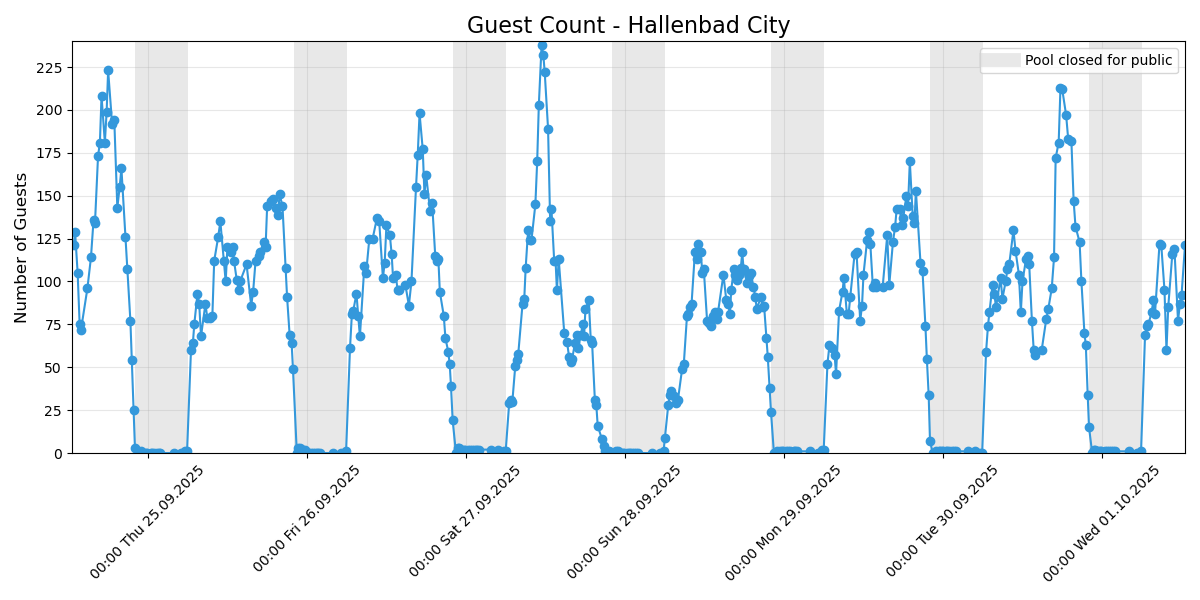 Guest Count - Hallenbad City
Pool closed for public
Number of Guests
225
200
175
150
125
100
75
50
25
0
00:00 Thu 25.09.2025
00:00 Fri 26.09.2025
00:00 Sat 27.09.2025
00:00 Sun 28.09.2025
00:00 Mon 29.09.2025
00:00 Tue 30.09.2025
00:00 Wed 01.10.2025